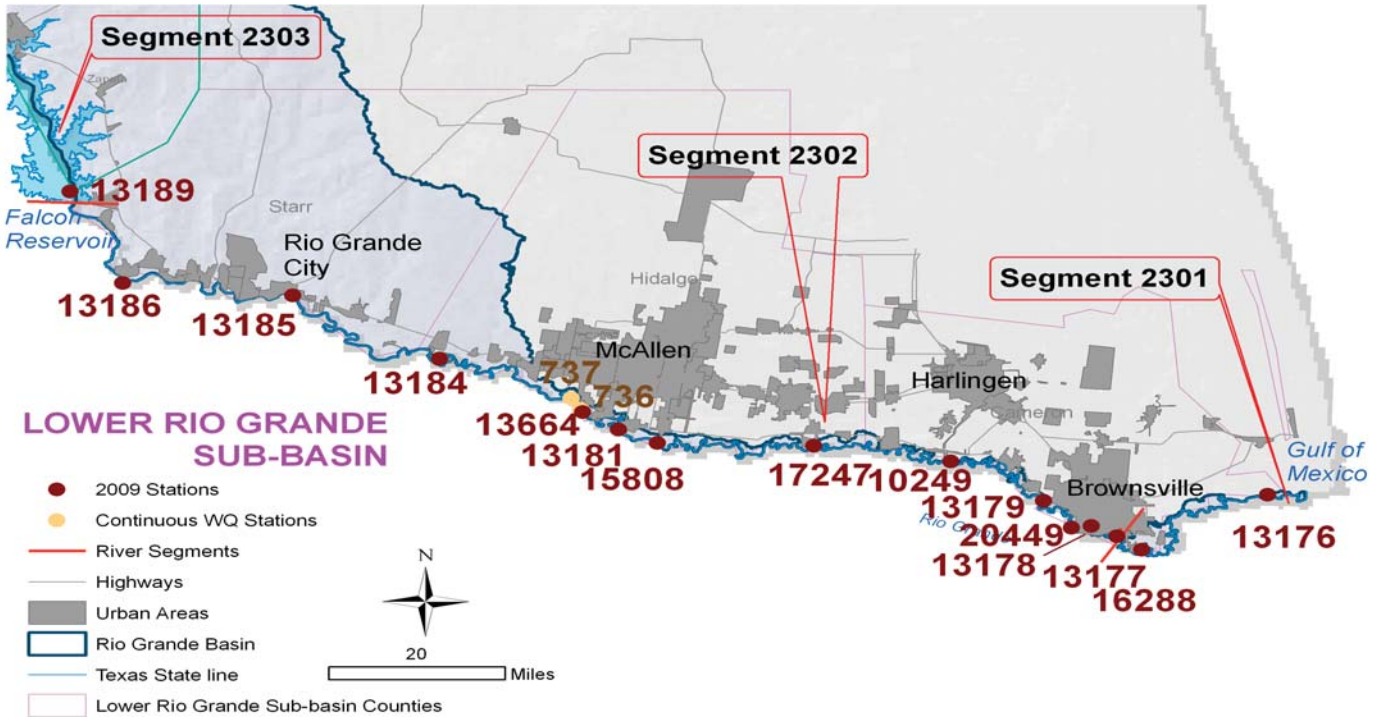 Segment 2303
Zapata
13189
Falcon
Reservoir
Starr
Rio Grande
City
13186
13185
13184
Segment 2302
Hidalgo
McAllen
737
736
13664
13181
15808
17247
Segment 2301
Harlingen
Cameron
10249
13179
Brownsville
Gulf of
Mexico
20449
13178
13177
16288
13176
LOWER RIO GRANDE
SUB-BASIN
2009 Stations
Continuous WQ Stations
River Segments
Highways
Urban Areas
Rio Grande Basin
Texas State line
Lower Rio Grande Sub-basin Counties
N
20
Miles